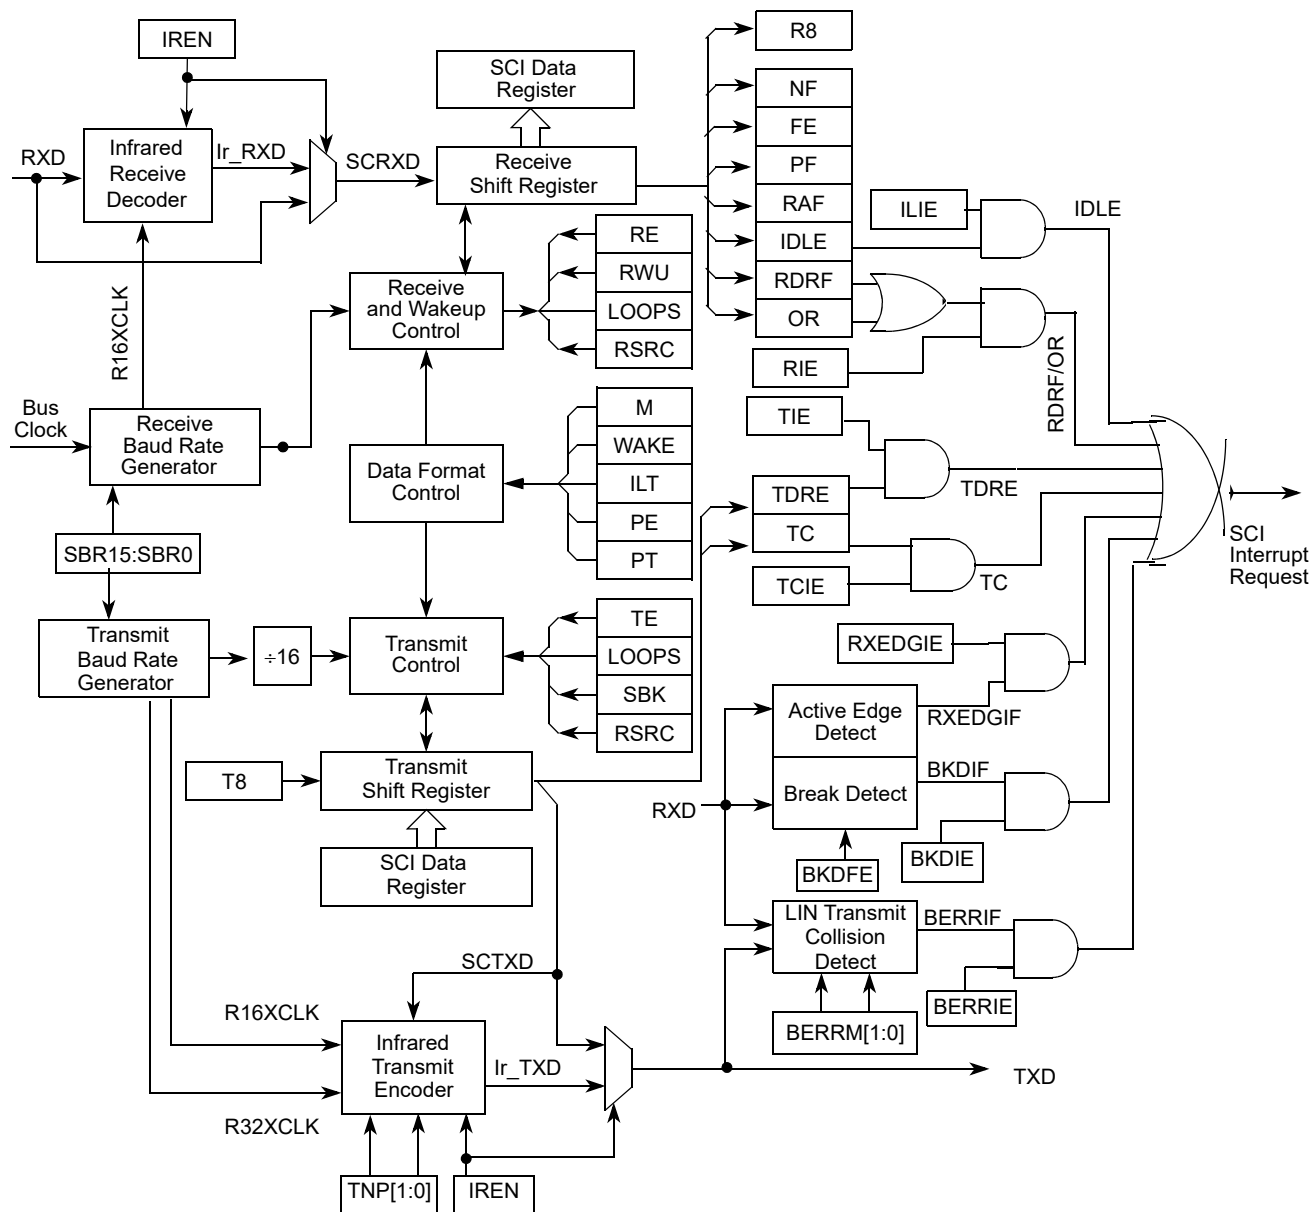 IREN
SCI Data
Register
R8
NF
FE
PF
RAF
IDLE
RDRF
OR
RXD
Infrared
Receive
Decoder
Ir_RXD
SCRXD
Receive
Shift Register
ILIE
IDLE
RE
RWU
LOOPS
RSRC
Receive
and Wakeup
Control
R16XCLK
RIE
RDRF/OR
Bus
Clock
Receive
Baud Rate
Generator
M
WAKE
ILT
PE
PT
Data Format
Control
TIE
TDRE
TC
TDRE
TCIE
TC
SCI
Interrupt
Request
SBR15:SBR0
Transmit
Baud Rate
Generator
÷16
Transmit
Control
TE
LOOPS
SBK
RSRC
RXEDGIE
Active Edge
Detect
RXEDGIF
T8
Transmit
Shift Register
RXD
Break Detect
BKDIF
BKDIE
BKDFE
SCI Data
Register
LIN Transmit
Collision
Detect
BERRIF
BERRIE
BERRM[1:0]
SCTXD
R16XCLK
Infrared
Transmit
Encoder
Ir_TXD
TXD
R32XCLK
TNP[1:0]
IREN